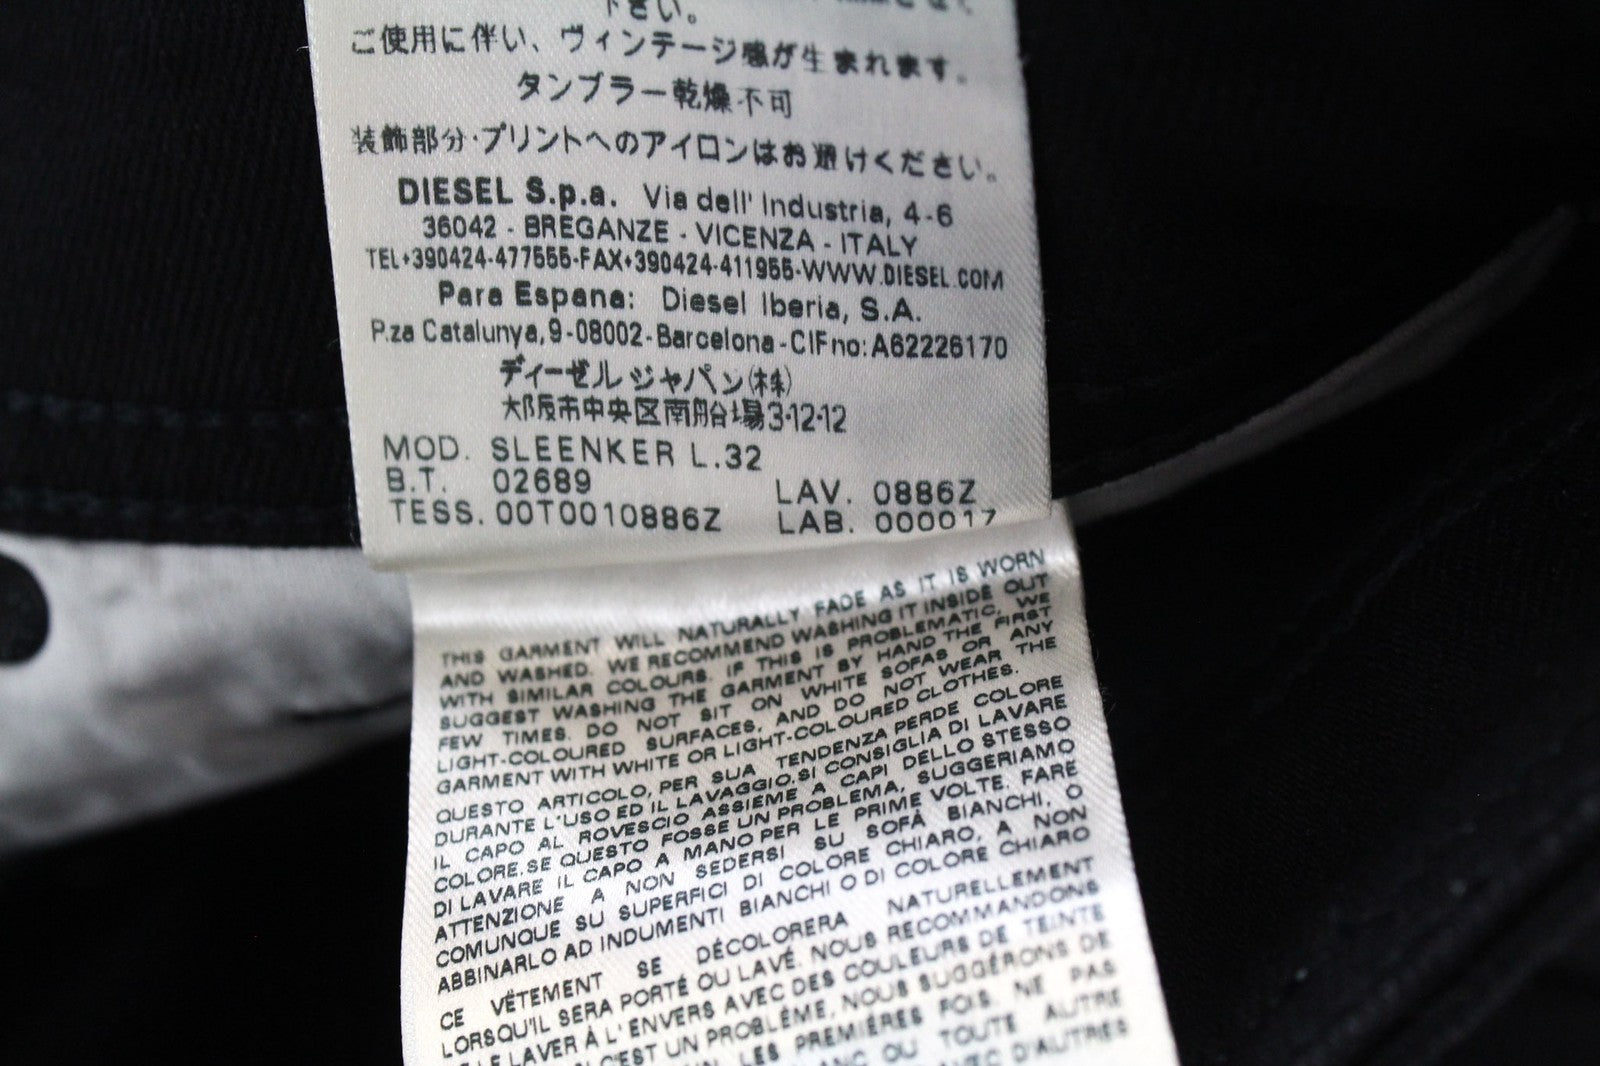 下さい。
ご使用に伴い、ヴィンテージ感が生まれます。
タンブラー乾燥不可
装飾部分・プリントへのアイロンはお避けください。
DIESEL S.p.a. Via dell' Industria, 4-6
36042 - BREGANZE - VICENZA - ITALY
TEL+390424-477555-FAX+390424-411955-WWW.DIESEL.COM
Para Espana: Diesel Iberia, S.A.
P.za Catalunya,9-08002-Barcelona-CIFno:A62226170
ディーゼルジャパン(株)
大阪市中央区南船場3-12-12
MOD. SLEENKER L.32
B.T. 02689 LAV. 0886Z
TESS. 00T0010886Z LAB. 000017
THIS GARMENT WILL NATURALLY FADE AS IT IS WORN
AND WASHED. WE RECOMMEND WASHING IT INSIDE OUT
WITH SIMILAR COLOURS. IF THIS IS PROBLEMATIC, WE
SUGGEST WASHING THE GARMENT BY HAND THE FIRST
FEW TIMES. DO NOT SIT ON WHITE SOFAS OR ANY
LIGHT-COLOURED SURFACES, AND DO NOT WEAR THE
GARMENT WITH WHITE OR LIGHT-COLOURED CLOTHES.
QUESTO ARTICOLO, PER SUA TENDENZA PERDE COLORE
DURANTE L'USO ED IL LAVAGGIO.SI CONSIGLIA DI LAVARE
IL CAPO AL ROVESCIO ASSIEME A CAPI DELLO STESSO
COLORE.SE QUESTO FOSSE UN PROBLEMA, SUGGERIAMO
DI LAVARE IL CAPO A MANO PER LE PRIME VOLTE. FARE
ATTENZIONE A NON SEDERSI SU SOFÀ BIANCHI, O
COMUNQUE SU SUPERFICI DI COLORE CHIARO, A NON
ABBINARLO AD INDUMENTI BIANCHI O DI COLORE CHIARO
CE VÊTEMENT SE DÉCOLORERA NATURELLEMENT
LORSQU'IL SERA PORTÉ OU LAVÉ. NOUS RECOMMANDONS
LE LAVER À L'ENVERS AVEC DES COULEURS DE TEINTE
C'EST UN PROBLÉME, NOUS SUGGÉRONS DE
LES PREMIÈRES FOIS. NE PAS
OU TOUTE AUTRE
AVEC D'AUTRES